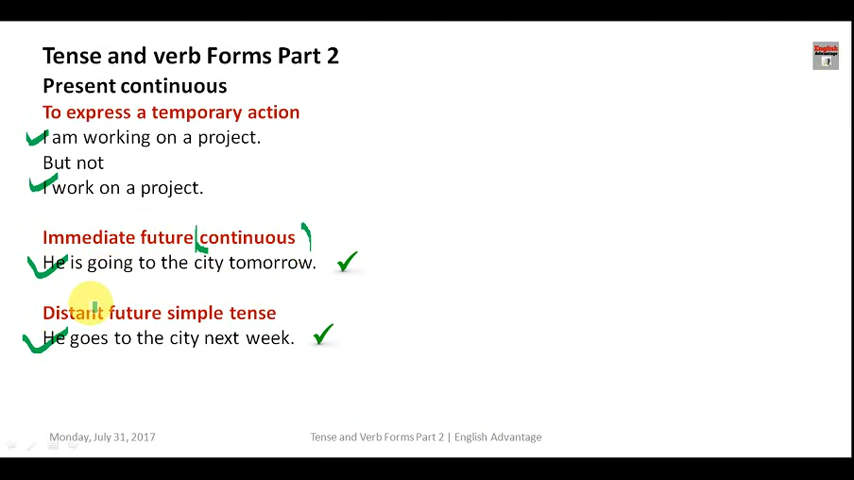 Tense and verb Forms Part 2
English
Advantage
Present continuous
To express a temporary action
I am working on a project.
But not
I work on a project.
Immediate future continuous
He is going to the city tomorrow.
Distant future simple tense
He goes to the city next week.
Monday, July 31, 2017
Tense and Verb Forms Part 2 | English Advantage